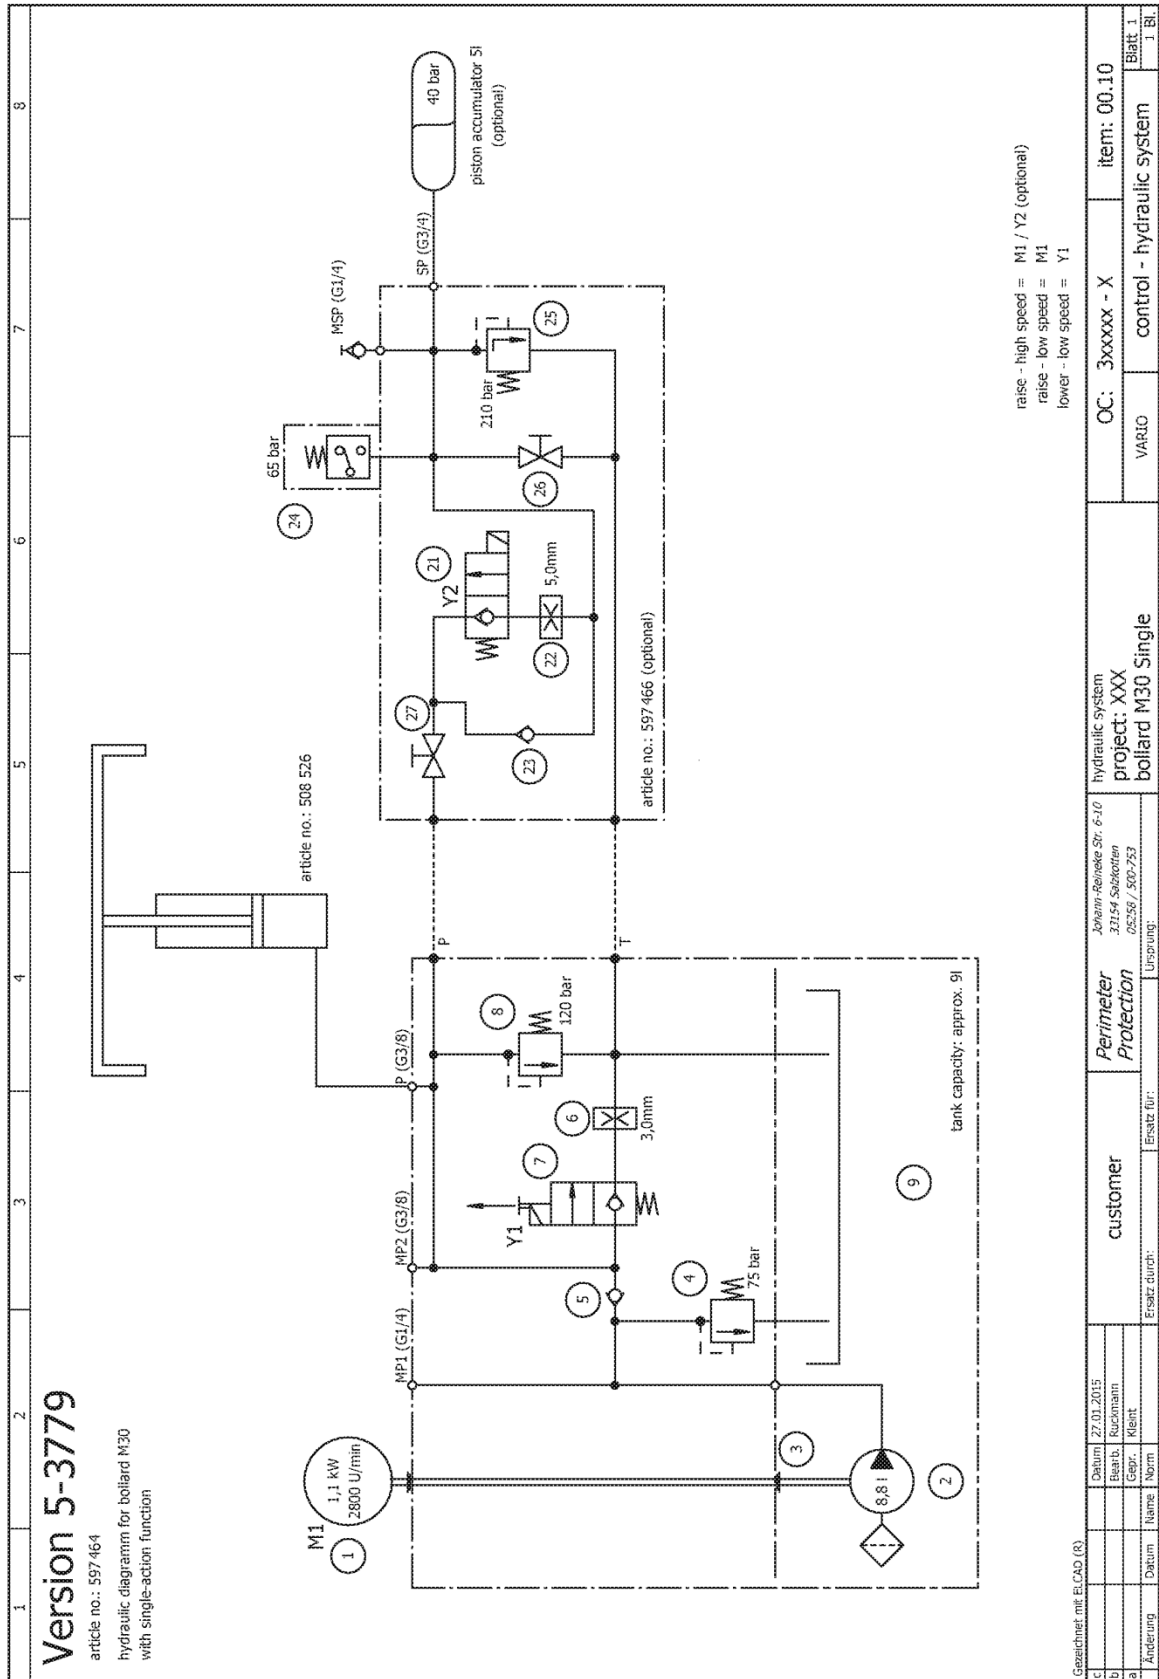 1
2
3
4
5
6
7
8
Version 5-3779
article no.: 597464
hydraulic diagramm for bollard M30
with single-action function
M1
1
1,1 kW
2800 U/min
MP1 (G1/4)
MP2 (G3/8)
P (G3/8)
P
T
article no.: 508 526
Y1
7
8
120 bar
5
6
3,0mm
4
75 bar
3
8,8 l
2
9
tank capacity: approx. 9l
24
65 bar
MSP (G1/4)
SP (G3/4)
40 bar
piston accumulator 5l
(optional)
27
23
Y2
21
22
5,0mm
26
210 bar
25
article no.: 597 466 (optional)
raise - high speed = M1 / Y2 (optional)
raise - low speed = M1
lower - low speed = Y1
Gezeichnet mit ELCAD (R)
c
b
a
Änderung
Datum
Name
Datum 27.01.2015
Bearb. Ruckmann
Gepr. Kleint
Norm
customer
Ersatz durch:
Ersatz für:
Perimeter
Protection
Johann-Reineke Str. 6-10
33154 Salzkotten
05258 / 500-753
Ursprung:
hydraulic system
project: XXX
bollard M30 Single
OC: 3xxxxx - X
item: 00.10
VARIO
control - hydraulic system
Blatt 1
1 Bl.